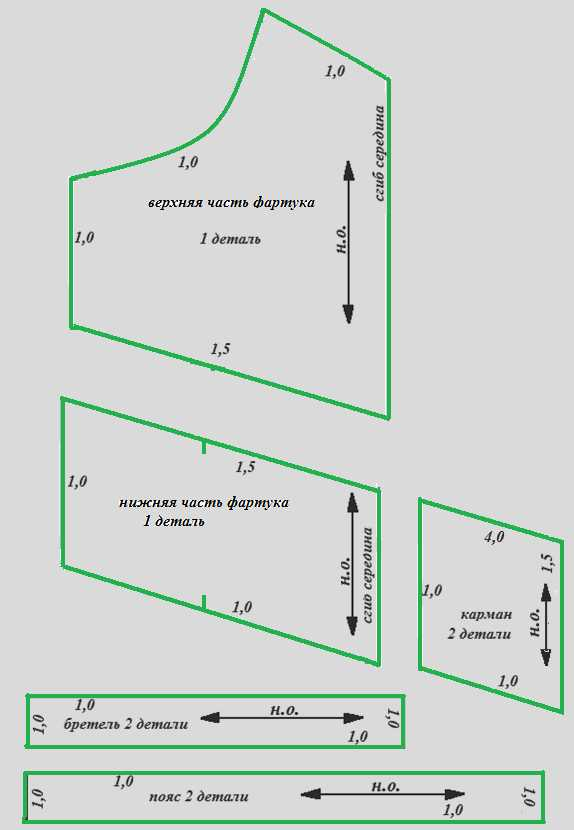 1,0
сгиб середина
1,0
верхняя часть фартука
1,0
1 деталь
н.о.
1,5
1,5
1,0
нижняя часть фартука
1 деталь
н.о.
сгиб середина
1,0
4,0
1,5
1,0
карман
2 детали
н.о.
1,0
1,0
1,0
бретель 2 детали
н.о.
1,0
1,0
1,0
1,0
пояс 2 детали
н.о.
1,0
1,0